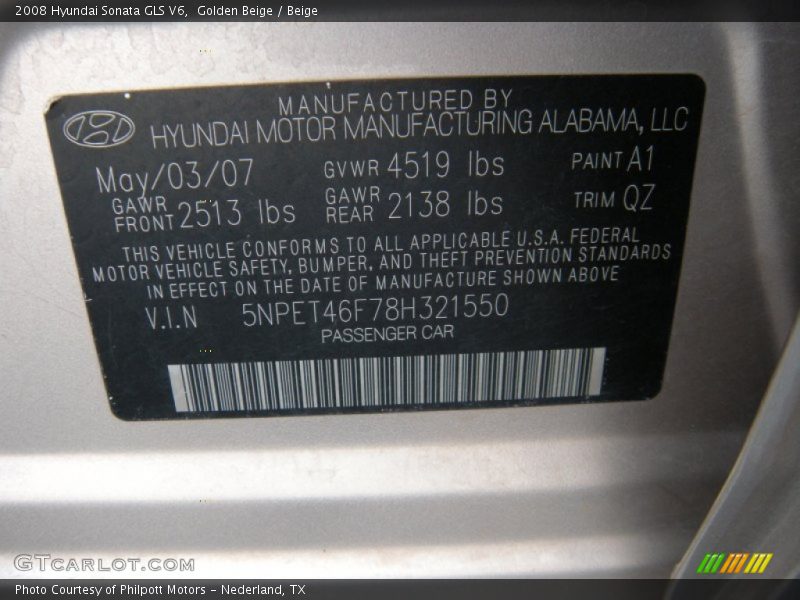 2008 Hyundai Sonata GLS V6, Golden Beige / Beige
MANUFACTURED BY
HYUNDAI MOTOR MANUFACTURING ALABAMA, LLC
May/03/07 GVWR 4519 lbs PAINT A1
GAWR FRONT 2513 lbs GAWR REAR 2138 lbs TRIM QZ
THIS VEHICLE CONFORMS TO ALL APPLICABLE U.S.A. FEDERAL
MOTOR VEHICLE SAFETY, BUMPER, AND THEFT PREVENTION STANDARDS
IN EFFECT ON THE DATE OF MANUFACTURE SHOWN ABOVE
V.I.N 5NPET46F78H321550
PASSENGER CAR
GTCARLOT.COM
Photo Courtesy of Philpott Motors - Nederland, TX